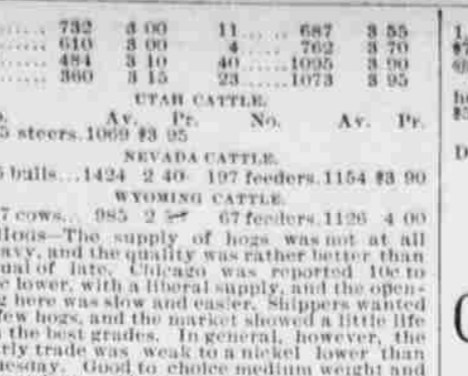 732 3 00 11 687 3 55
610 3 00 4 762 3 70
484 3 10 40 1095 3 90
360 3 15 23 1073 3 95
UTAH CATTLE.
Av. Pr. No. Av. Pr.
5 steers.1069 $3 95
NEVADA CATTLE.
bulls...1424 2 40 197 feeders.1154 $3 90
WYOMING CATTLE.
7 cows... 985 2 67 feeders.1126 4 00
The supply of hogs was not at all
avy, and the quality was rather better than
ual of late. Chicago was reported 10c to
lower, with a liberal supply, and the open-
g here was slow and easier. Shippers wanted
few hogs, and the market showed a little life
the best grades. In general, however, the
rly trade was weak to a nickel lower than
uesday. Good to choice medium weight and